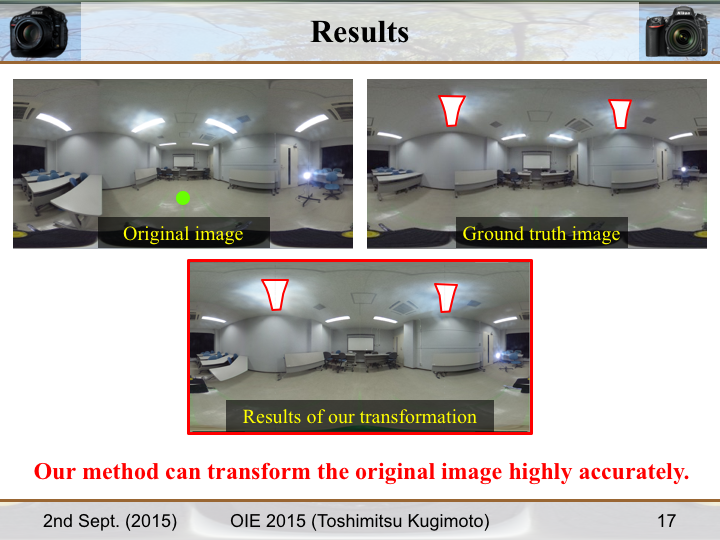 Results
Original image
Ground truth image
Results of our transformation
Our method can transform the original image highly accurately.
2nd Sept. (2015)
OIE 2015 (Toshimitsu Kugimoto)
17